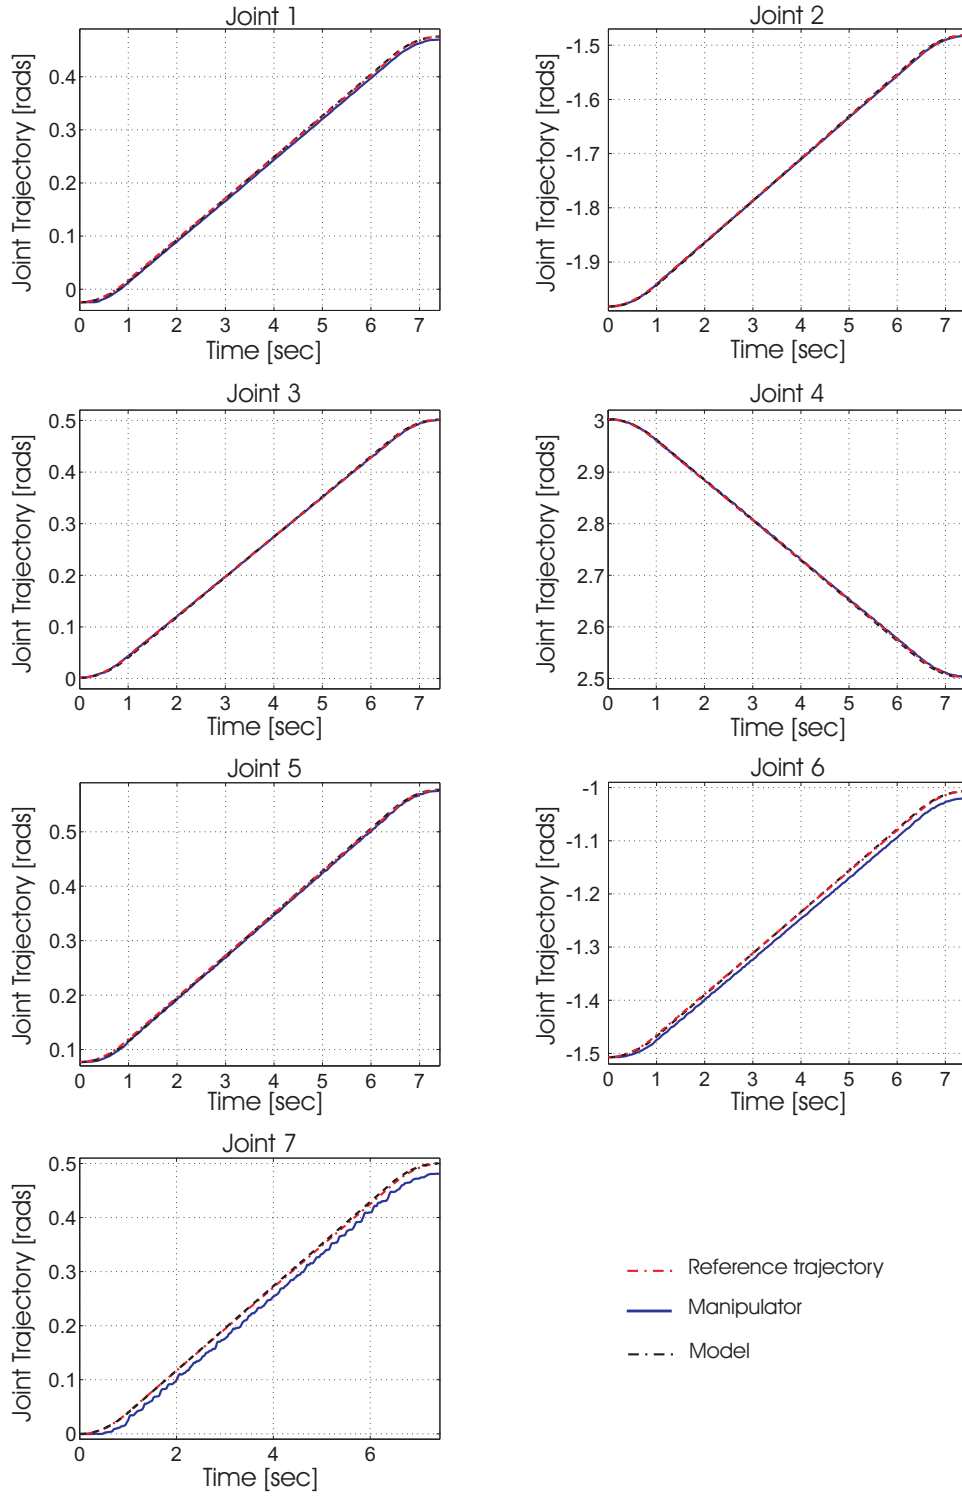 Joint 1
Joint Trajectory [rads]
0.4
0.3
0.2
0.1
0
0 1 2 3 4 5 6 7
Time [sec]
Joint 2
Joint Trajectory [rads]
-1.5
-1.6
-1.7
-1.8
-1.9
0 1 2 3 4 5 6 7
Time [sec]
Joint 3
Joint Trajectory [rads]
0.5
0.4
0.3
0.2
0.1
0
0 1 2 3 4 5 6 7
Time [sec]
Joint 4
Joint Trajectory [rads]
3
2.9
2.8
2.7
2.6
2.5
0 1 2 3 4 5 6 7
Time [sec]
Joint 5
Joint Trajectory [rads]
0.5
0.4
0.3
0.2
0.1
0 1 2 3 4 5 6 7
Time [sec]
Joint 6
Joint Trajectory [rads]
-1
-1.1
-1.2
-1.3
-1.4
-1.5
0 1 2 3 4 5 6 7
Time [sec]
Joint 7
Joint Trajectory [rads]
0.5
0.4
0.3
0.2
0.1
0
0 2 4 6
Time [sec]
Reference trajectory
Manipulator
Model